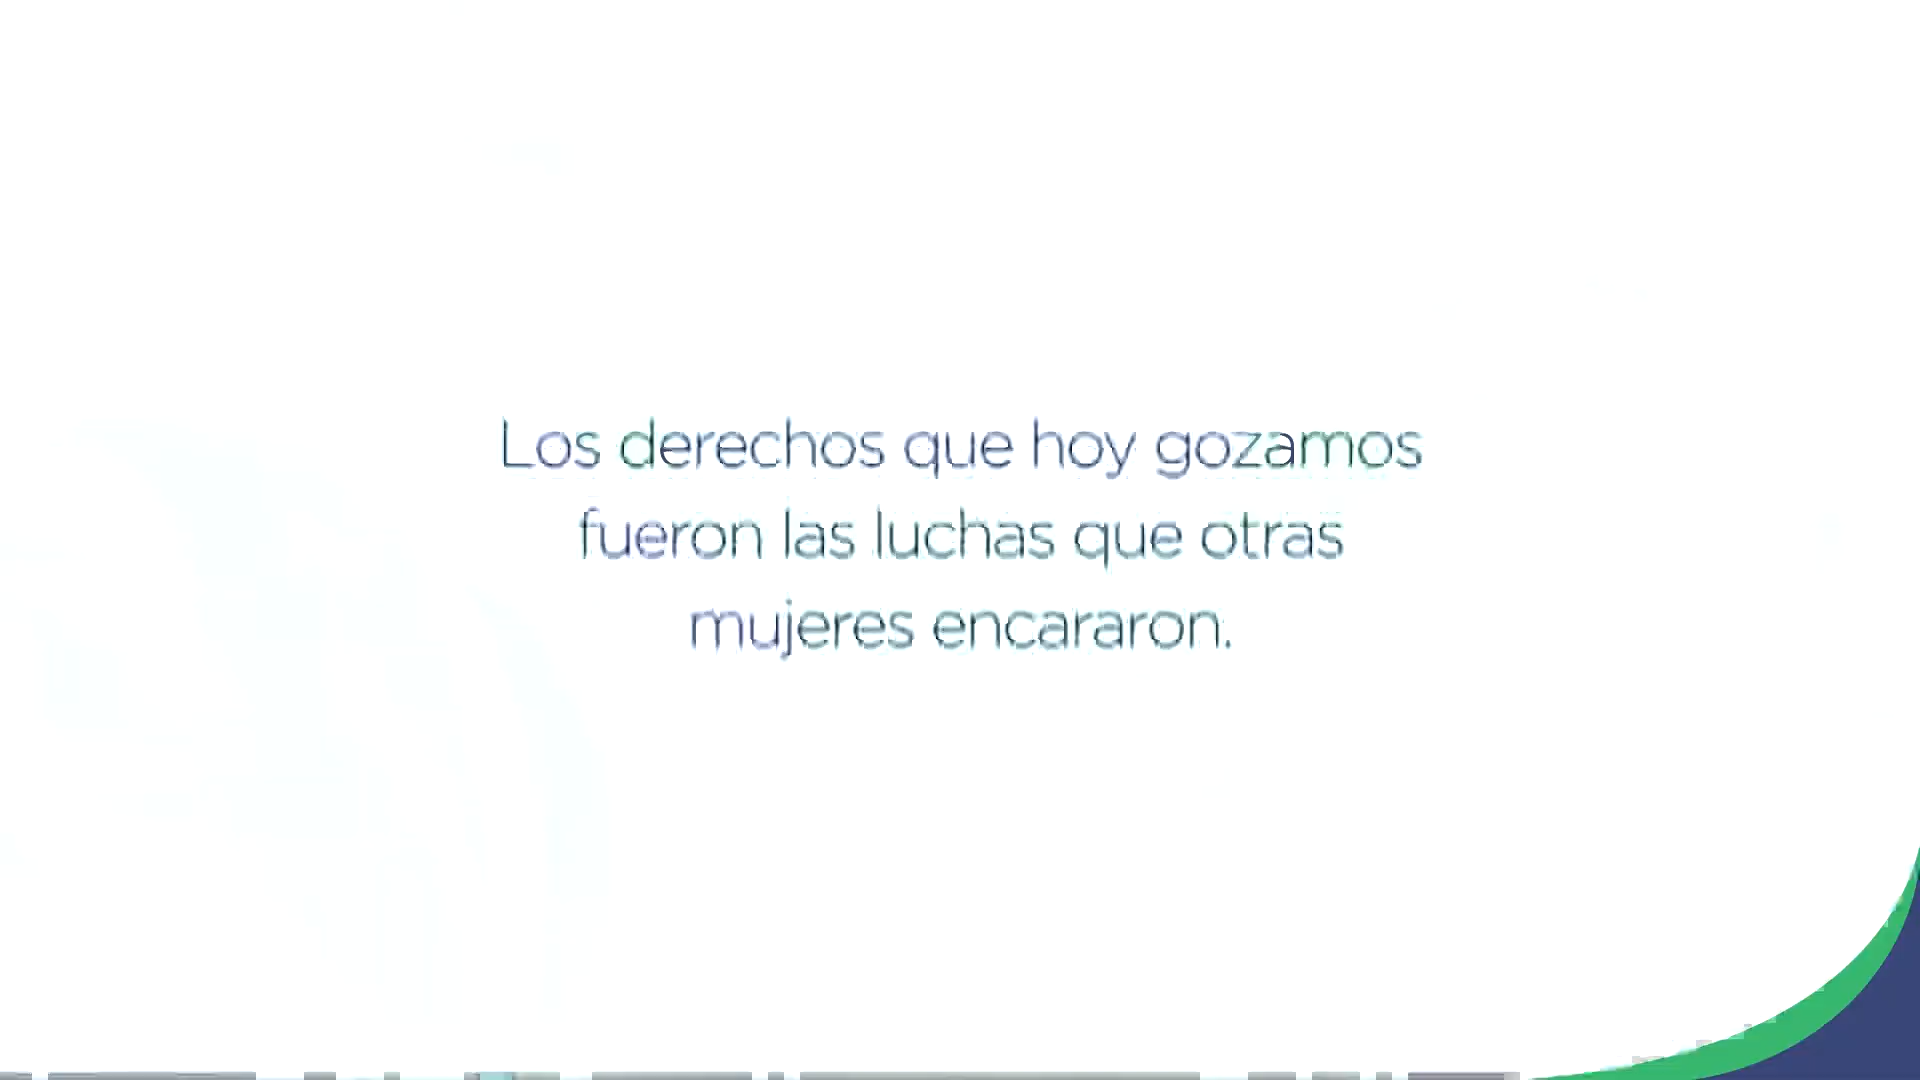 Los derechos que hoy gozamos
fueron las luchas que otras
mujeres encararon.